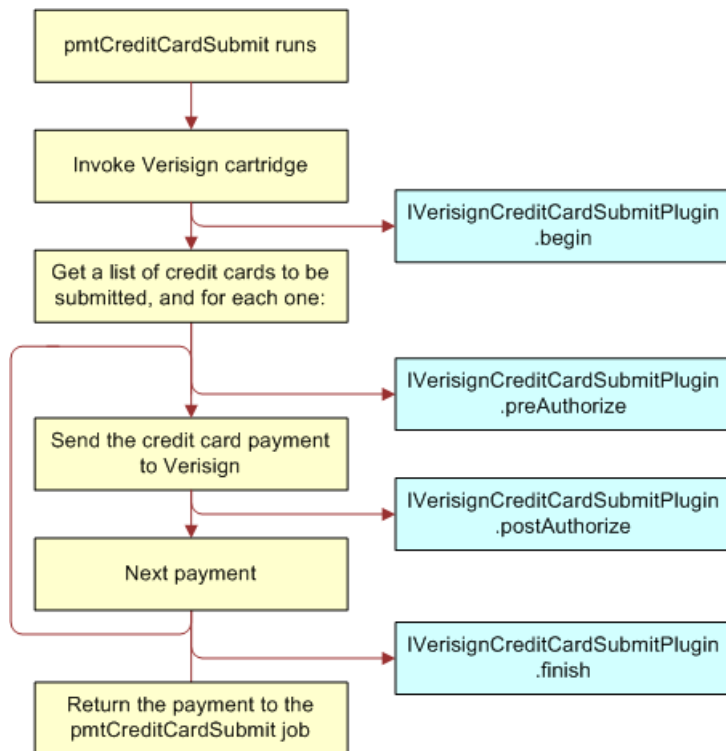 pmtCreditCardSubmit runs
Invoke Verisign cartridge
IVerisignCreditCardSubmitPlugin
.begin
Get a list of credit cards to be
submitted, and for each one:
IVerisignCreditCardSubmitPlugin
.preAuthorize
Send the credit card payment
to Verisign
IVerisignCreditCardSubmitPlugin
.postAuthorize
Next payment
IVerisignCreditCardSubmitPlugin
.finish
Return the payment to the
pmtCreditCardSubmit job